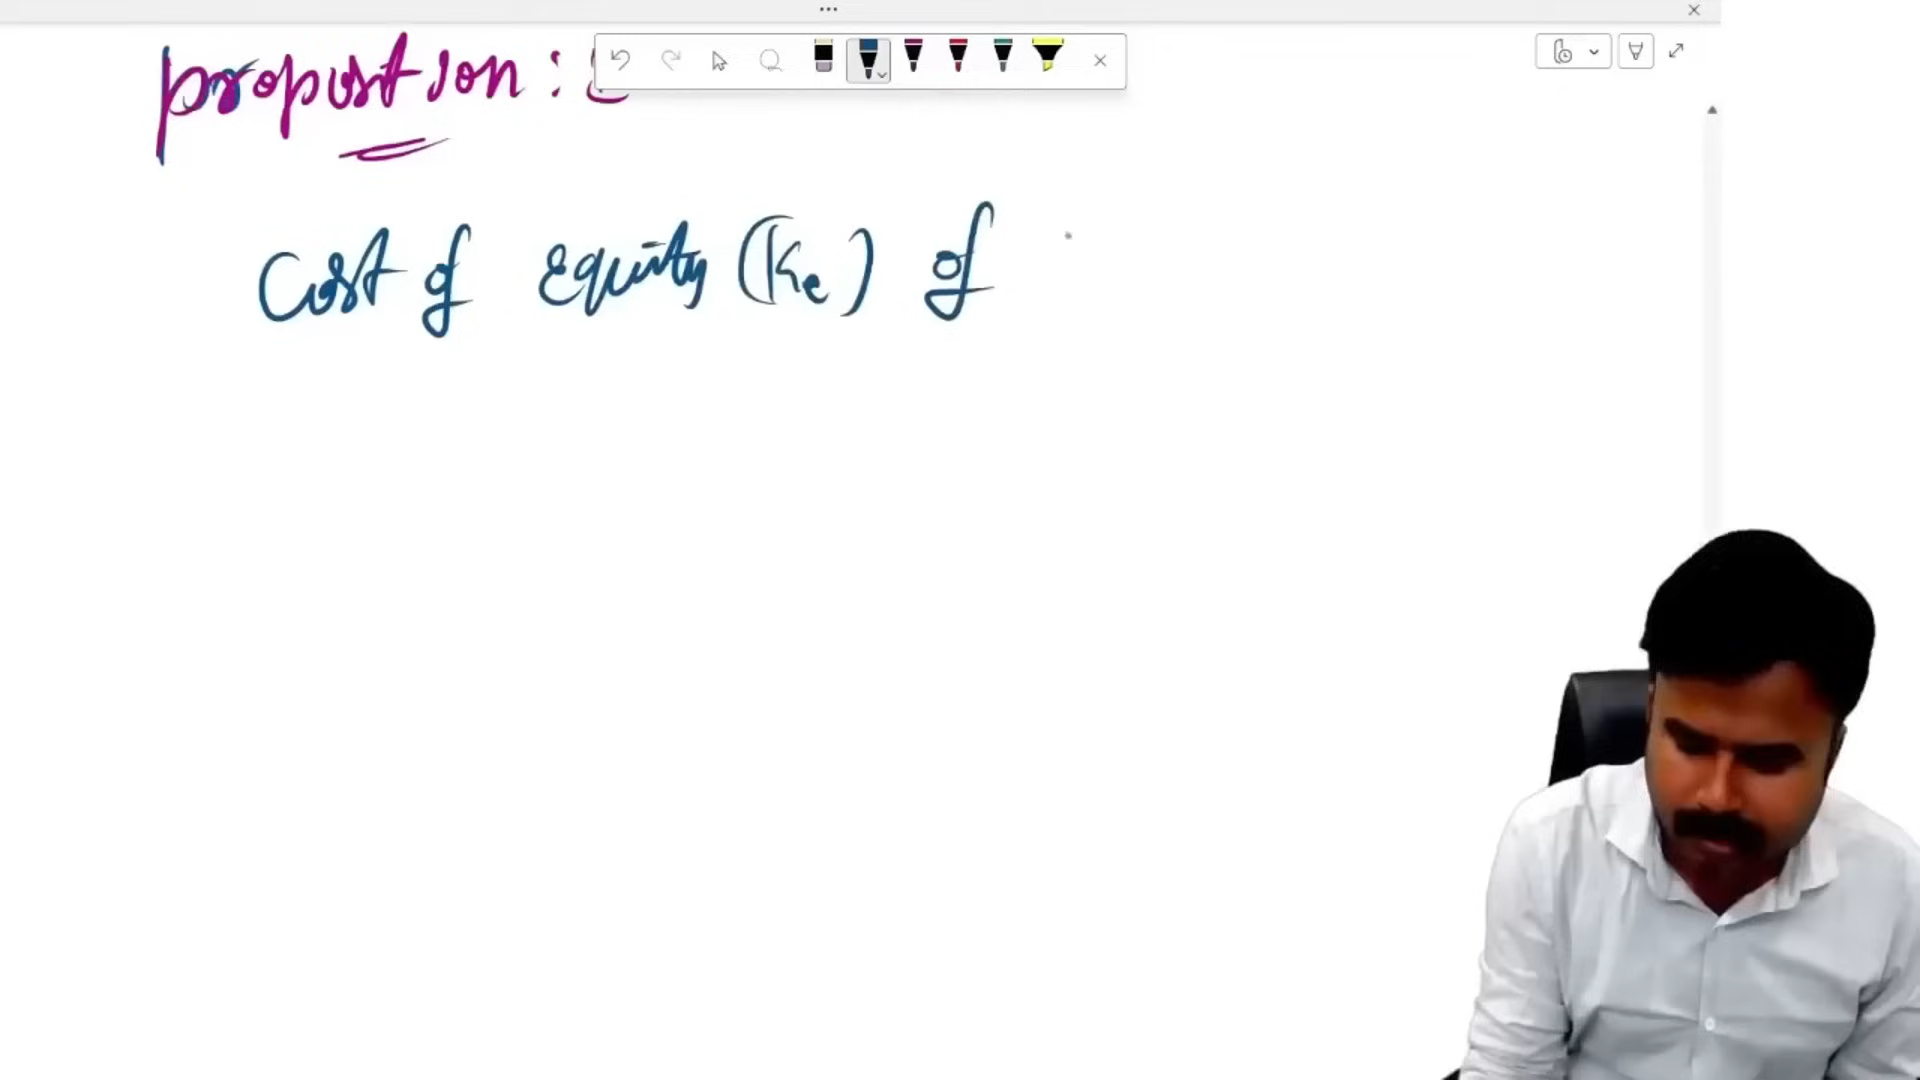 proposition :
Cost of Equity (Ke) of